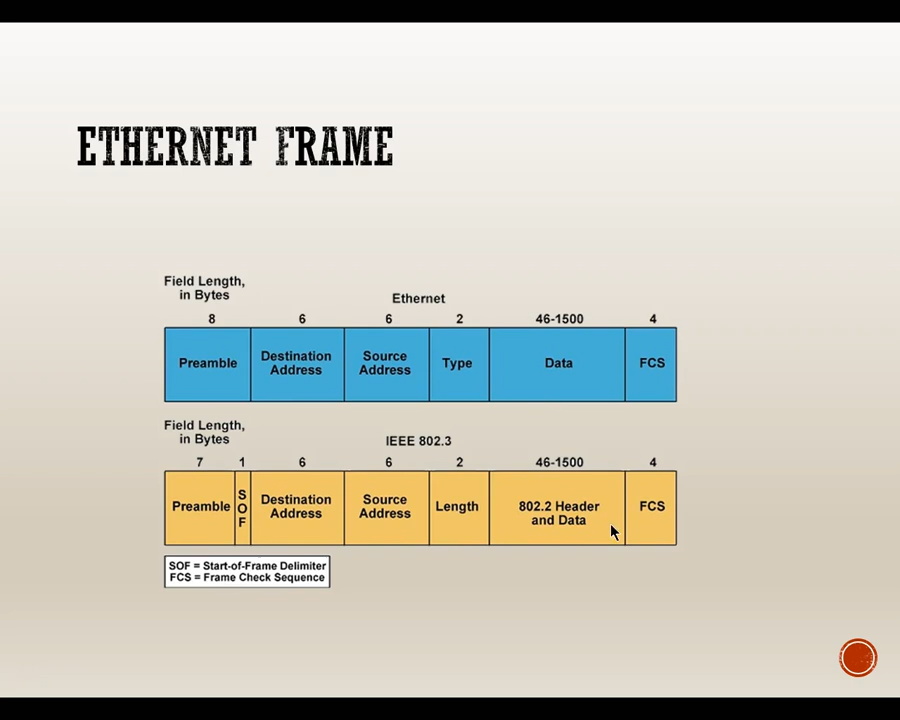 ETHERNET FRAME
Field Length,
in Bytes
Ethernet
8 6 6 2 46-1500 4
Preamble Destination Address Source Address Type Data FCS
Field Length,
in Bytes
IEEE 802.3
7 1 6 6 2 46-1500 4
Preamble SOF Destination Address Source Address Length 802.2 Header and Data FCS
SOF = Start-of-Frame Delimiter
FCS = Frame Check Sequence